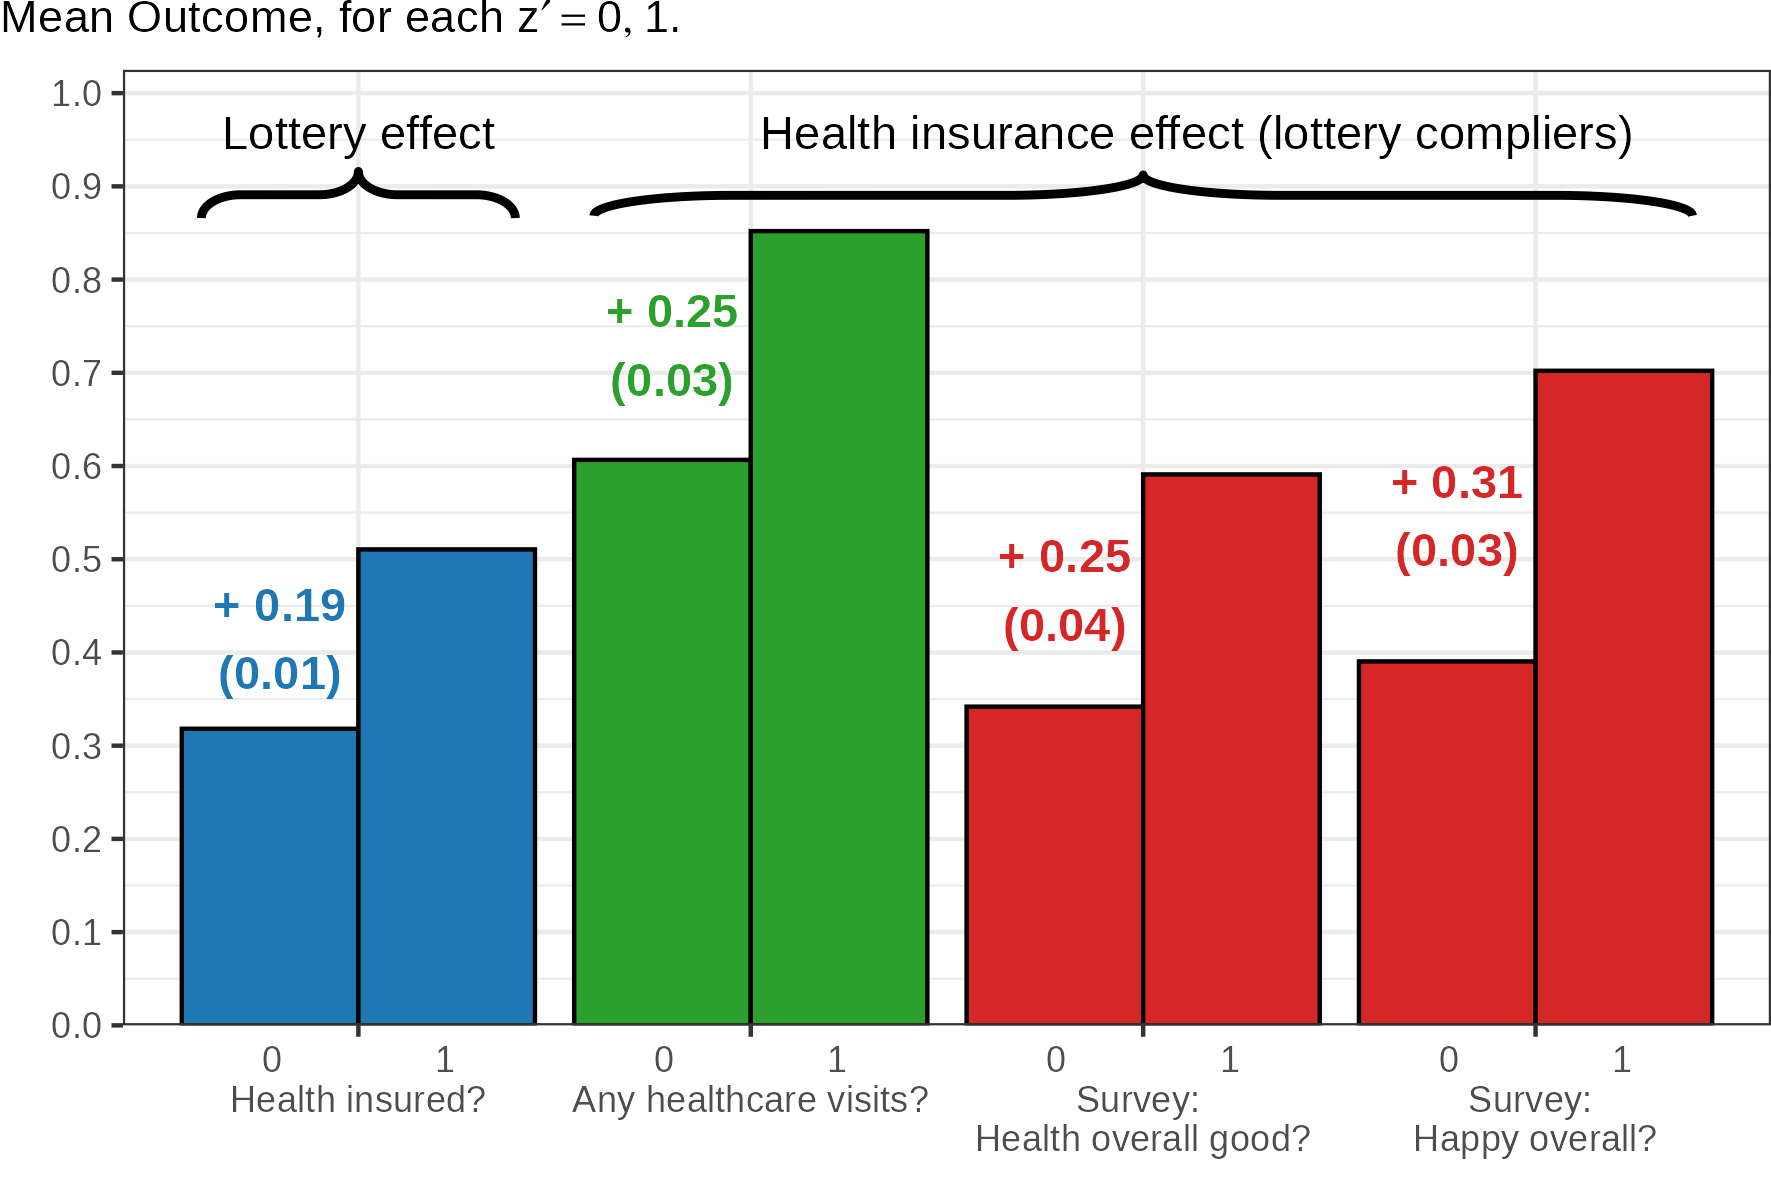 Mean Outcome, for each z′ = 0, 1.
1.0
0.9
0.8
0.7
0.6
0.5
0.4
0.3
0.2
0.1
0.0
Lottery effect
Health insurance effect (lottery compliers)
+ 0.19
(0.01)
+ 0.25
(0.03)
+ 0.25
(0.04)
+ 0.31
(0.03)
0 1
Health insured?
0 1
Any healthcare visits?
0 1
Survey:
Health overall good?
0 1
Survey:
Happy overall?